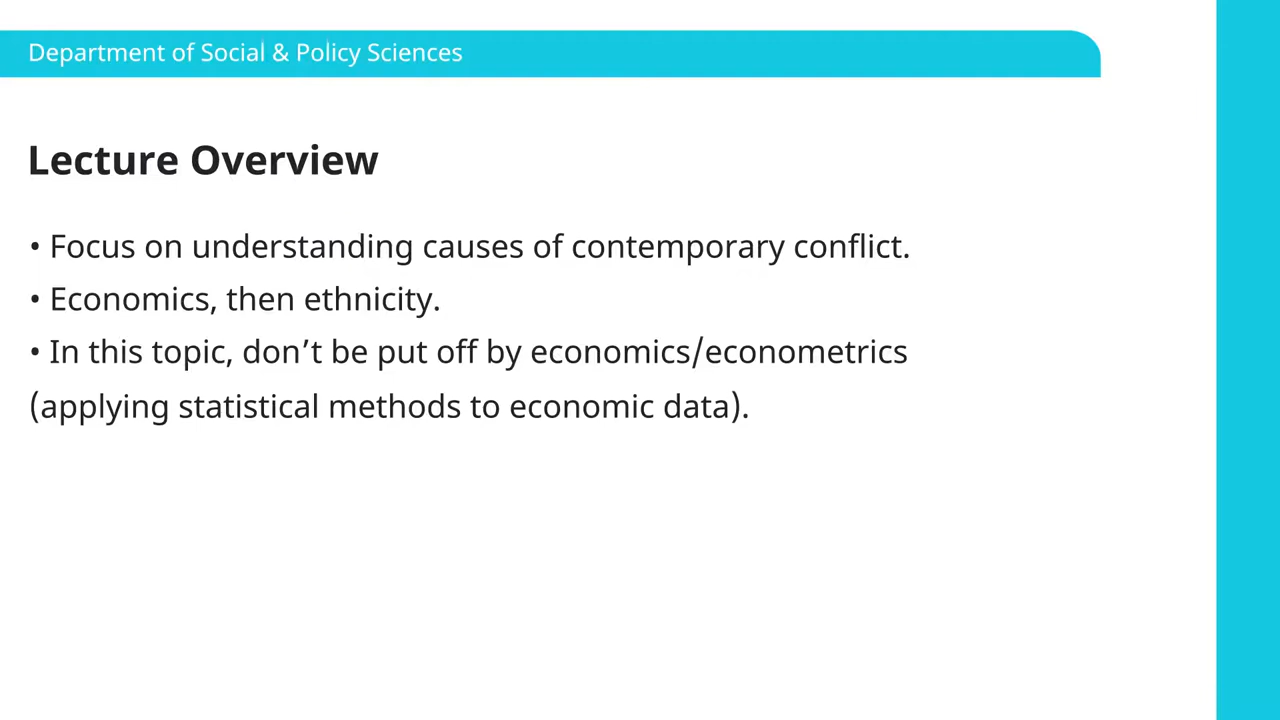 Department of Social & Policy Sciences
Lecture Overview
• Focus on understanding causes of contemporary conflict.
• Economics, then ethnicity.
• In this topic, don’t be put off by economics/econometrics
(applying statistical methods to economic data).